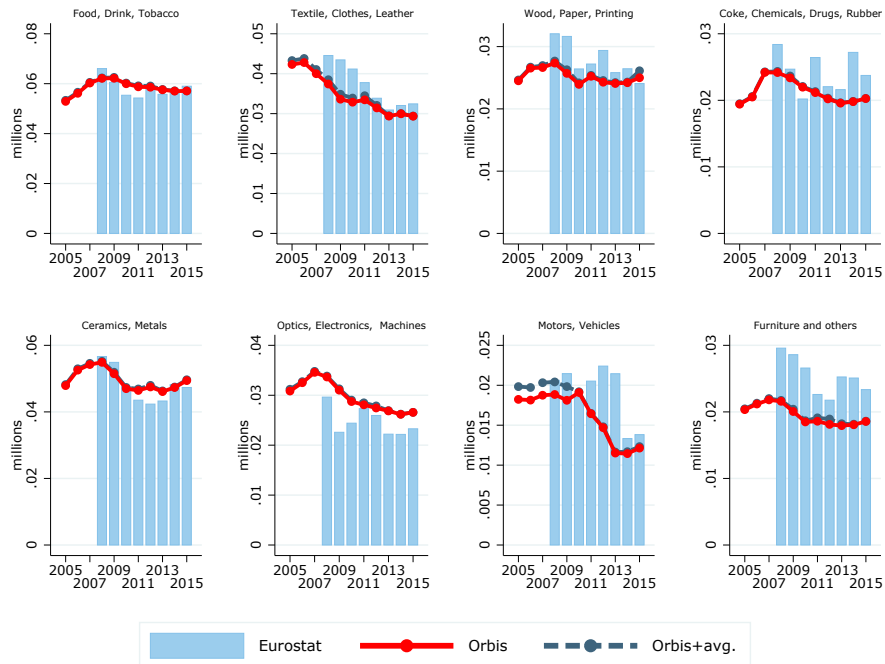 Food, Drink, Tobacco
millions
0 .02 .04 .06 .08
2005 2009 2013
2007 2011 2015
Textile, Clothes, Leather
millions
0 .01 .02 .03 .04 .05
2005 2009 2013
2007 2011 2015
Wood, Paper, Printing
millions
0 .01 .02 .03
2005 2009 2013
2007 2011 2015
Coke, Chemicals, Drugs, Rubber
millions
0 .01 .02 .03
2005 2009 2013
2007 2011 2015
Ceramics, Metals
millions
0 .02 .04 .06
2005 2009 2013
2007 2011 2015
Optics, Electronics, Machines
millions
0 .01 .02 .03 .04
2005 2009 2013
2007 2011 2015
Motors, Vehicles
millions
0 .005 .01 .015 .02 .025
2005 2009 2013
2007 2011 2015
Furniture and others
millions
0 .01 .02 .03
2005 2009 2013
2007 2011 2015
Eurostat Orbis Orbis+avg.